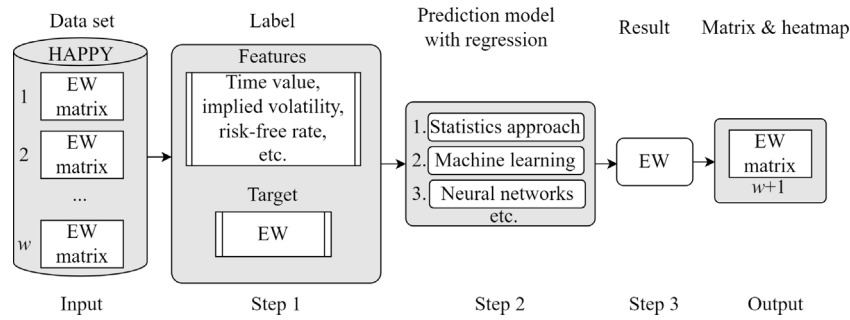 Data set
Label
Prediction model
with regression
Result
Matrix & heatmap
HAPPY
1
EW
matrix
2
EW
matrix
...
w
EW
matrix
Features
Time value,
implied volatility,
risk-free rate,
etc.
Target
EW
1. Statistics approach
2. Machine learning
3. Neural networks
etc.
EW
EW
matrix
w+1
Input
Step 1
Step 2
Step 3
Output